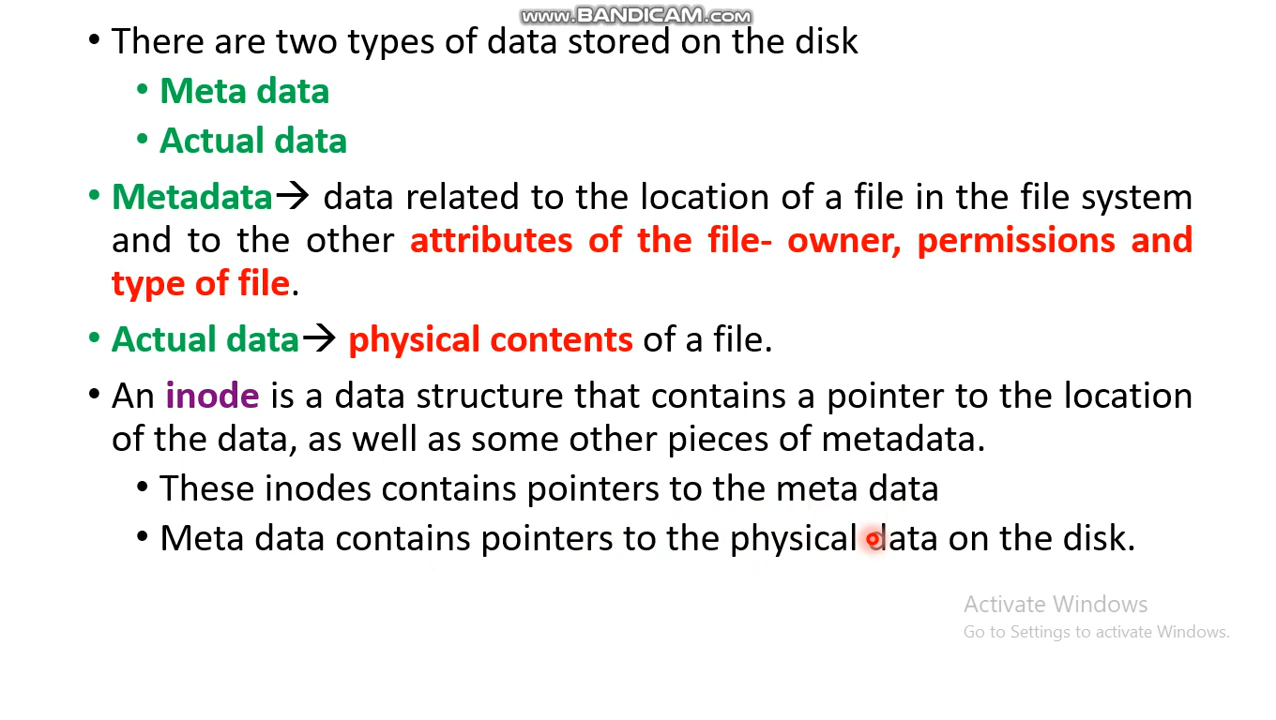 www.BANDICAM.com
• There are two types of data stored on the disk
• Meta data
• Actual data
• Metadata→ data related to the location of a file in the file system
and to the other attributes of the file- owner, permissions and
type of file.
• Actual data→ physical contents of a file.
• An inode is a data structure that contains a pointer to the location
of the data, as well as some other pieces of metadata.
• These inodes contains pointers to the meta data
• Meta data contains pointers to the physical data on the disk.
Activate Windows
Go to Settings to activate Windows.